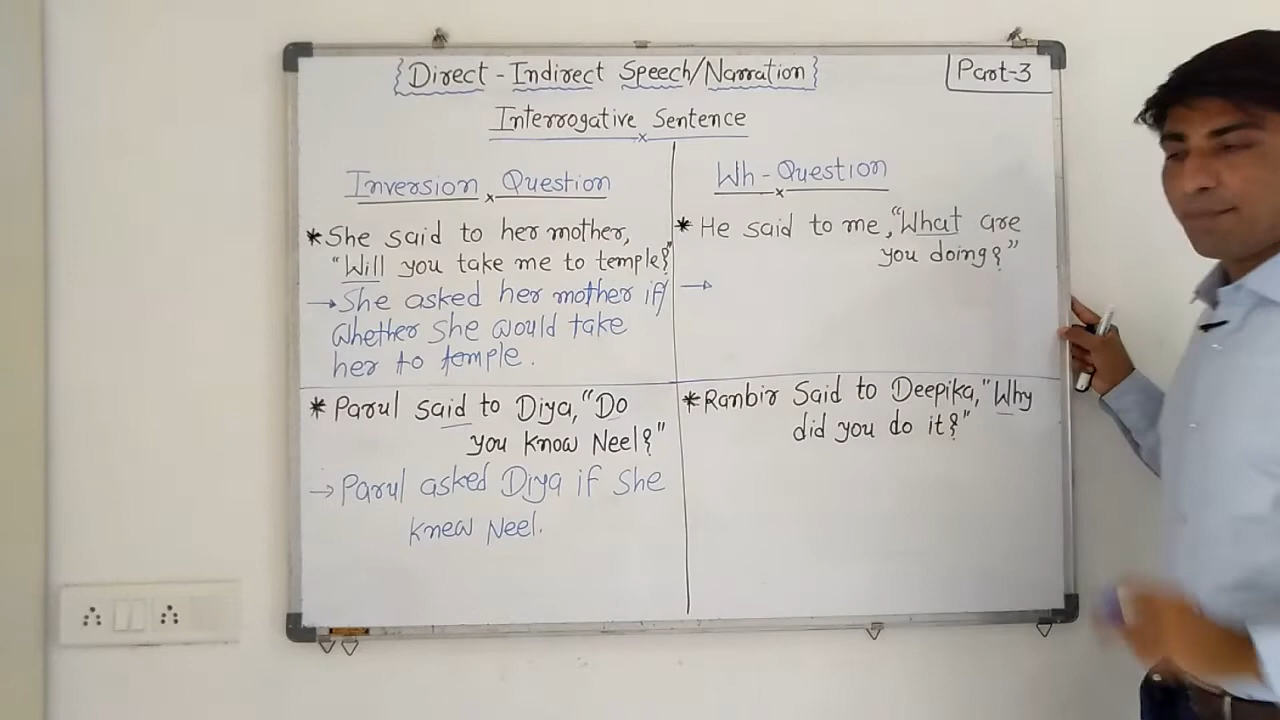 {Direct-Indirect Speech/Narration}
Part-3
Interrogative Sentence
Inversion Question
*She said to her mother,
"Will you take me to temple?"
→She asked her mother if/
whether she would take
her to temple.
*Parul said to Diya, "Do
you know Neel?"
→Parul asked Diya if she
knew Neel.
Wh-Question
*He said to me, "What are
you doing?"
→
*Ranbir Said to Deepika, "Why
did you do it?"